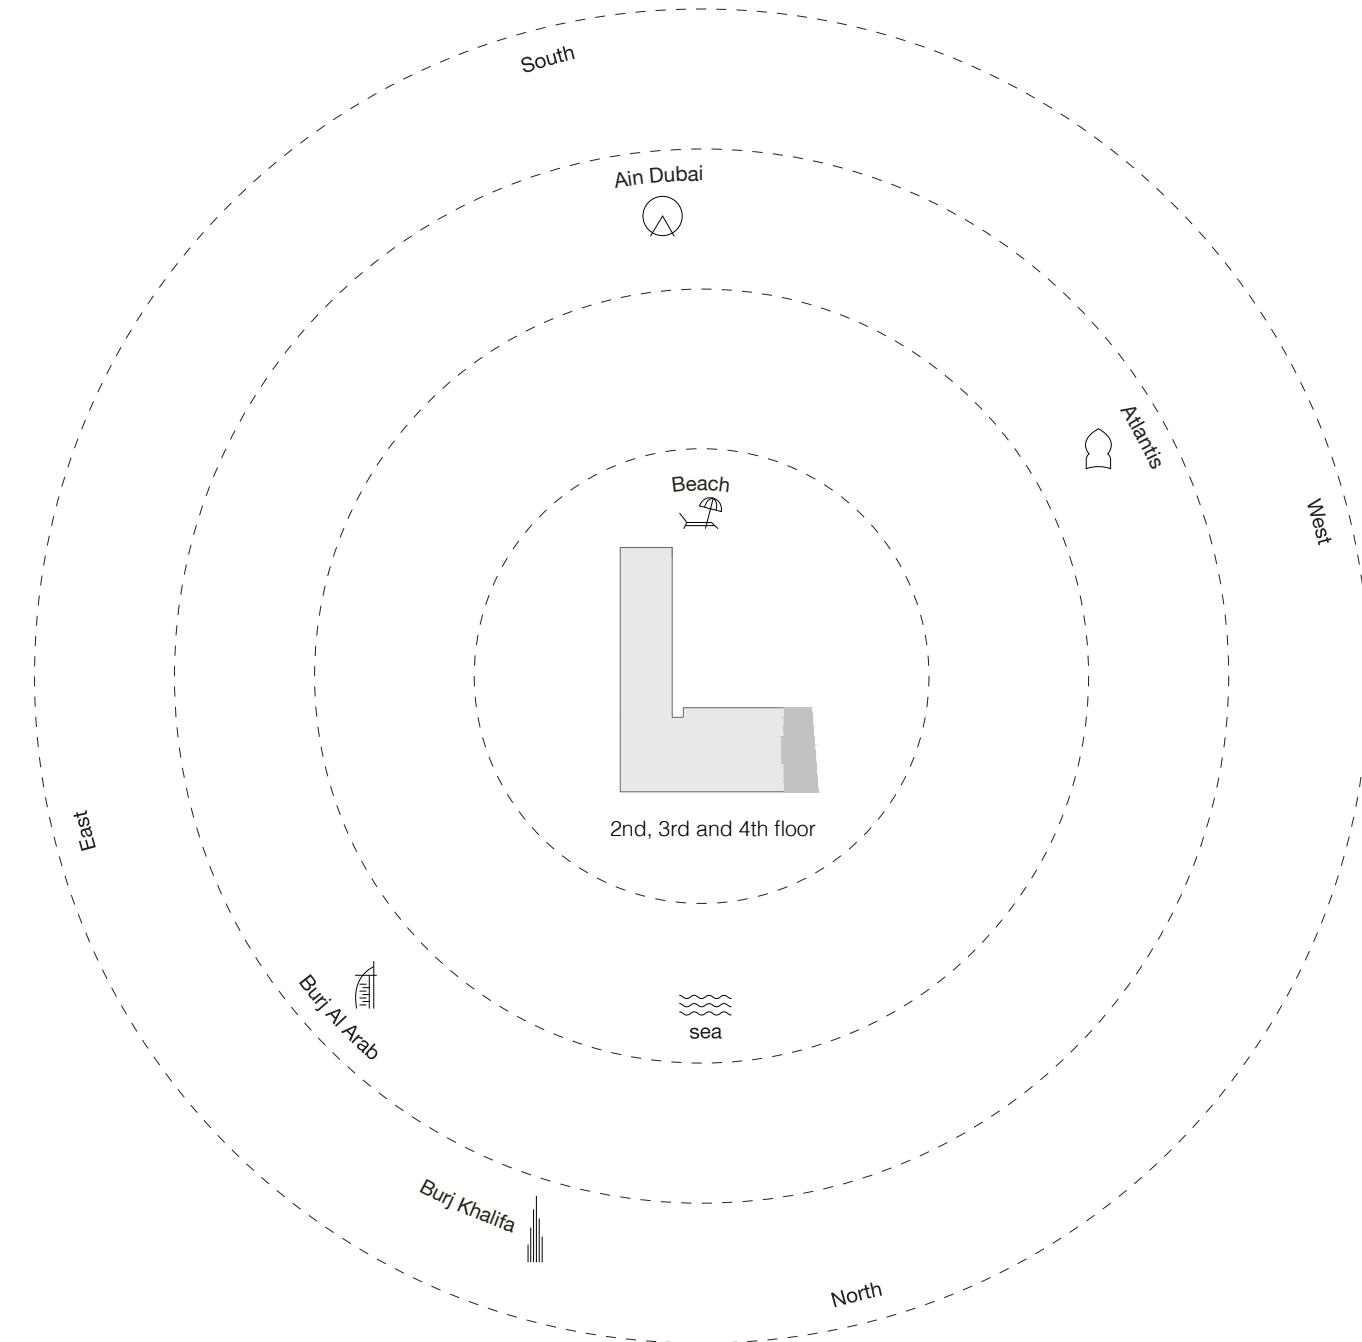 South
Ain Dubai
Atlantis
Beach
West
2nd, 3rd and 4th floor
East
Burj Al Arab
sea
Burj Khalifa
North